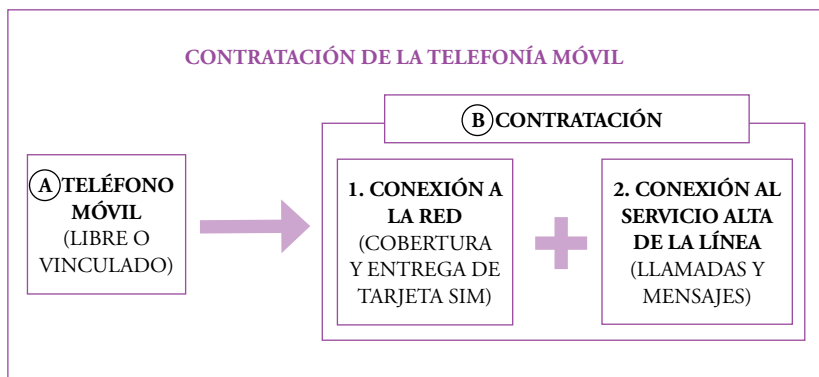 CONTRATACIÓN DE LA TELEFONÍA MÓVIL
A TELÉFONO
MÓVIL
(LIBRE O
VINCULADO)
B CONTRATACIÓN
1. CONEXIÓN A
LA RED
(COBERTURA
Y ENTREGA DE
TARJETA SIM)
2. CONEXIÓN AL
SERVICIO ALTA
DE LA LÍNEA
(LLAMADAS Y
MENSAJES)